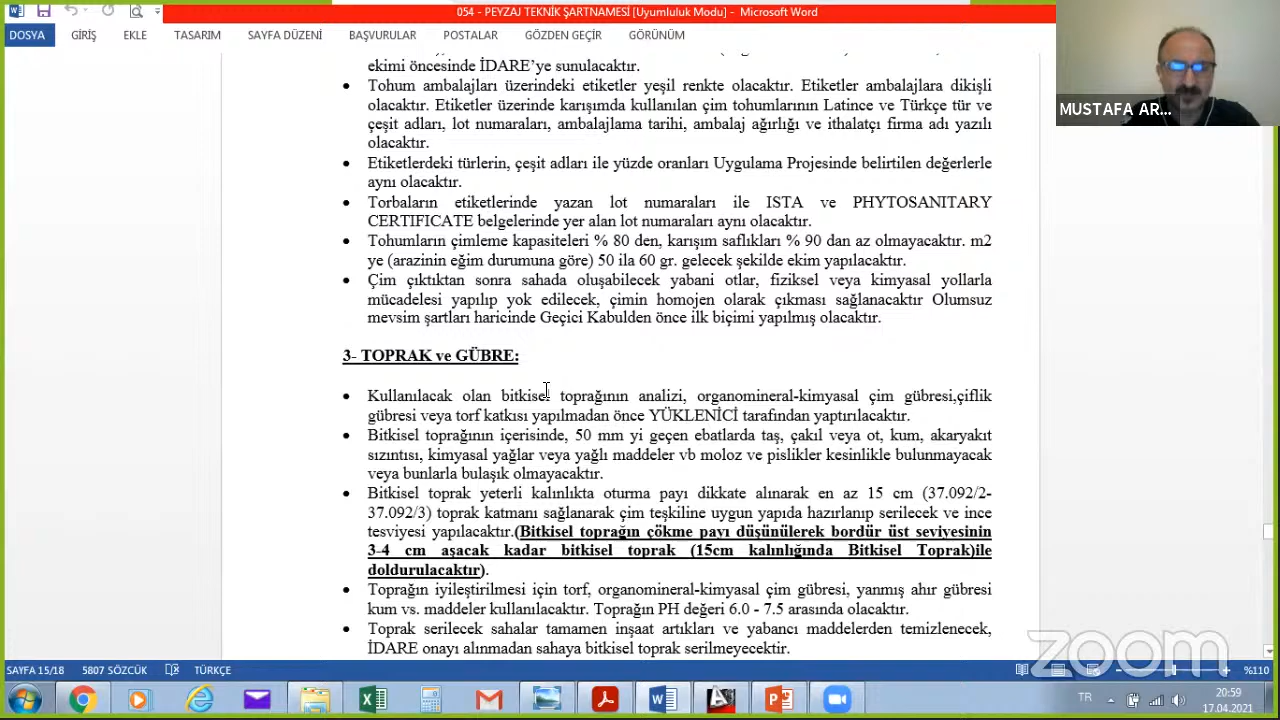 054 - PEYZAJ TEKNİK ŞARTNAMESİ [Uyumluluk Modu] - Microsoft Word
DOSYA GİRİŞ EKLE TASARIM SAYFA DÜZENİ BAŞVURULAR POSTALAR GÖZDEN GEÇİR GÖRÜNÜM
MUSTAFA AR...
ekimi öncesinde İDARE’ye sunulacaktır.
• Tohum ambalajları üzerindeki etiketler yeşil renkte olacaktır. Etiketler ambalajlara dikişli
olacaktır. Etiketler üzerinde karışımda kullanılan çim tohumlarının Latince ve Türkçe tür ve
çeşit adları, lot numaraları, ambalajlama tarihi, ambalaj ağırlığı ve ithalatçı firma adı yazılı
olacaktır.
• Etiketlerdeki türlerin, çeşit adları ile yüzde oranları Uygulama Projesinde belirtilen değerlerle
aynı olacaktır.
• Torbaların etiketlerinde yazan lot numaraları ile ISTA ve PHYTOSANITARY
CERTIFICATE belgelerinde yer alan lot numaraları aynı olacaktır.
• Tohumların çimleme kapasiteleri % 80 den, karışım saflıkları % 90 dan az olmayacaktır. m2
ye (arazinin eğim durumuna göre) 50 ila 60 gr. gelecek şekilde ekim yapılacaktır.
• Çim çıktıktan sonra sahada oluşabilecek yabani otlar, fiziksel veya kimyasal yollarla
mücadelesi yapılıp yok edilecek, çimin homojen olarak çıkması sağlanacaktır Olumsuz
mevsim şartları haricinde Geçici Kabulden önce ilk biçimi yapılmış olacaktır.
3- TOPRAK ve GÜBRE:
• Kullanılacak olan bitkisel toprağının analizi, organomineral-kimyasal çim gübresi,çiflik
gübresi veya torf katkısı yapılmadan önce YÜKLENİCİ tarafından yaptırılacaktır.
• Bitkisel toprağının içerisinde, 50 mm yi geçen ebatlarda taş, çakıl veya ot, kum, akaryakıt
sızıntısı, kimyasal yağlar veya yağlı maddeler vb moloz ve pislikler kesinlikle bulunmayacak
veya bunlarla bulaşık olmayacaktır.
• Bitkisel toprak yeterli kalınlıkta oturma payı dikkate alınarak en az 15 cm (37.092/2-
37.092/3) toprak katmanı sağlanarak çim teşkiline uygun yapıda hazırlanıp serilecek ve ince
tesviyesi yapılacaktır.(Bitkisel toprağın çökme payı düşünülerek bordür üst seviyesinin
3-4 cm aşacak kadar bitkisel toprak (15cm kalınlığında Bitkisel Toprak)ile
doldurulacaktır).
• Toprağın iyileştirilmesi için torf, organomineral-kimyasal çim gübresi, yanmış ahır gübresi
kum vs. maddeler kullanılacaktır. Toprağın PH değeri 6.0 - 7.5 arasında olacaktır.
• Toprak serilecek sahalar tamamen inşaat artıkları ve yabancı maddelerden temizlenecek,
İDARE onayı alınmadan sahaya bitkisel toprak serilmeyecektir.
zoom
SAYFA 15/18 5807 SÖZCÜK TÜRKÇE %110
TR 20:59
17.04.2021